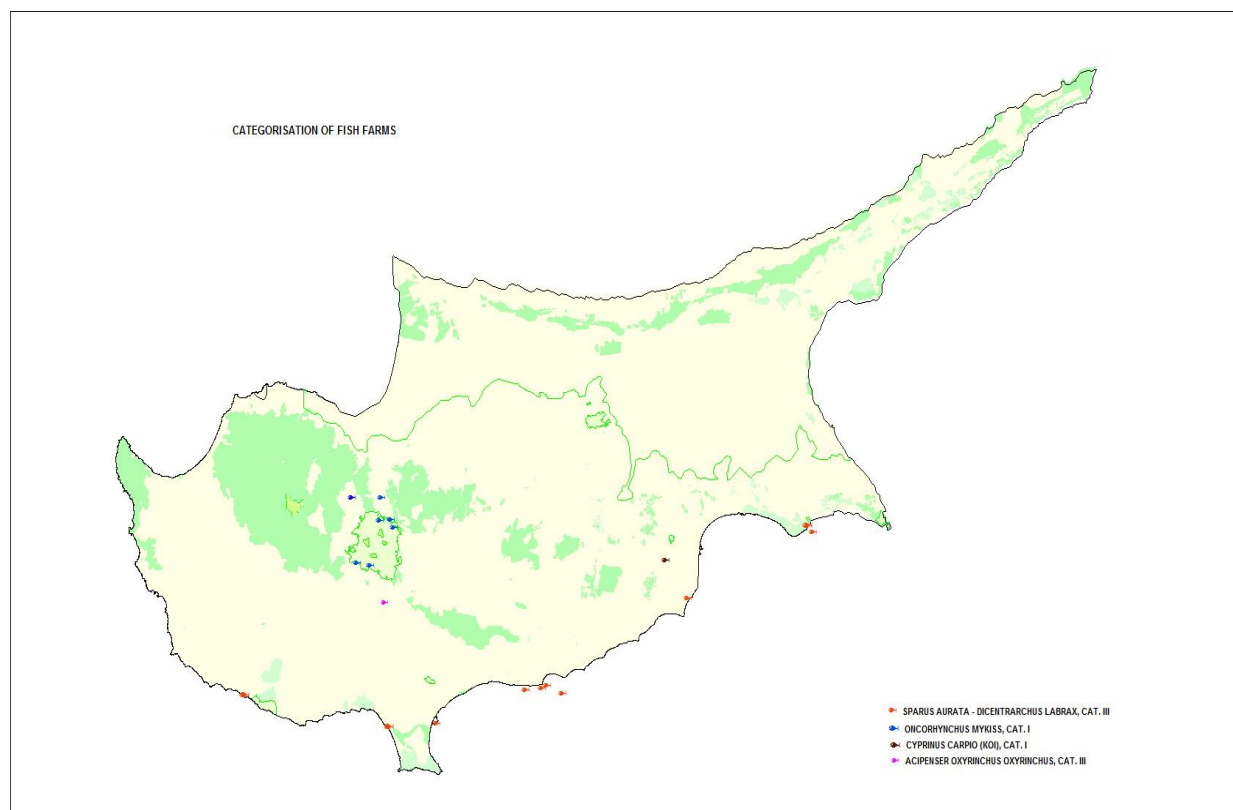 CATEGORISATION OF FISH FARMS
SPARUS AURATA - DICENTRARCHUS LABRAX, CAT. III
ONCORHYNCHUS MYKISS, CAT. I
CYPRINUS CARPIO (KOI), CAT. I
ACIPENSER OXYRINCHUS OXYRINCHUS, CAT. III